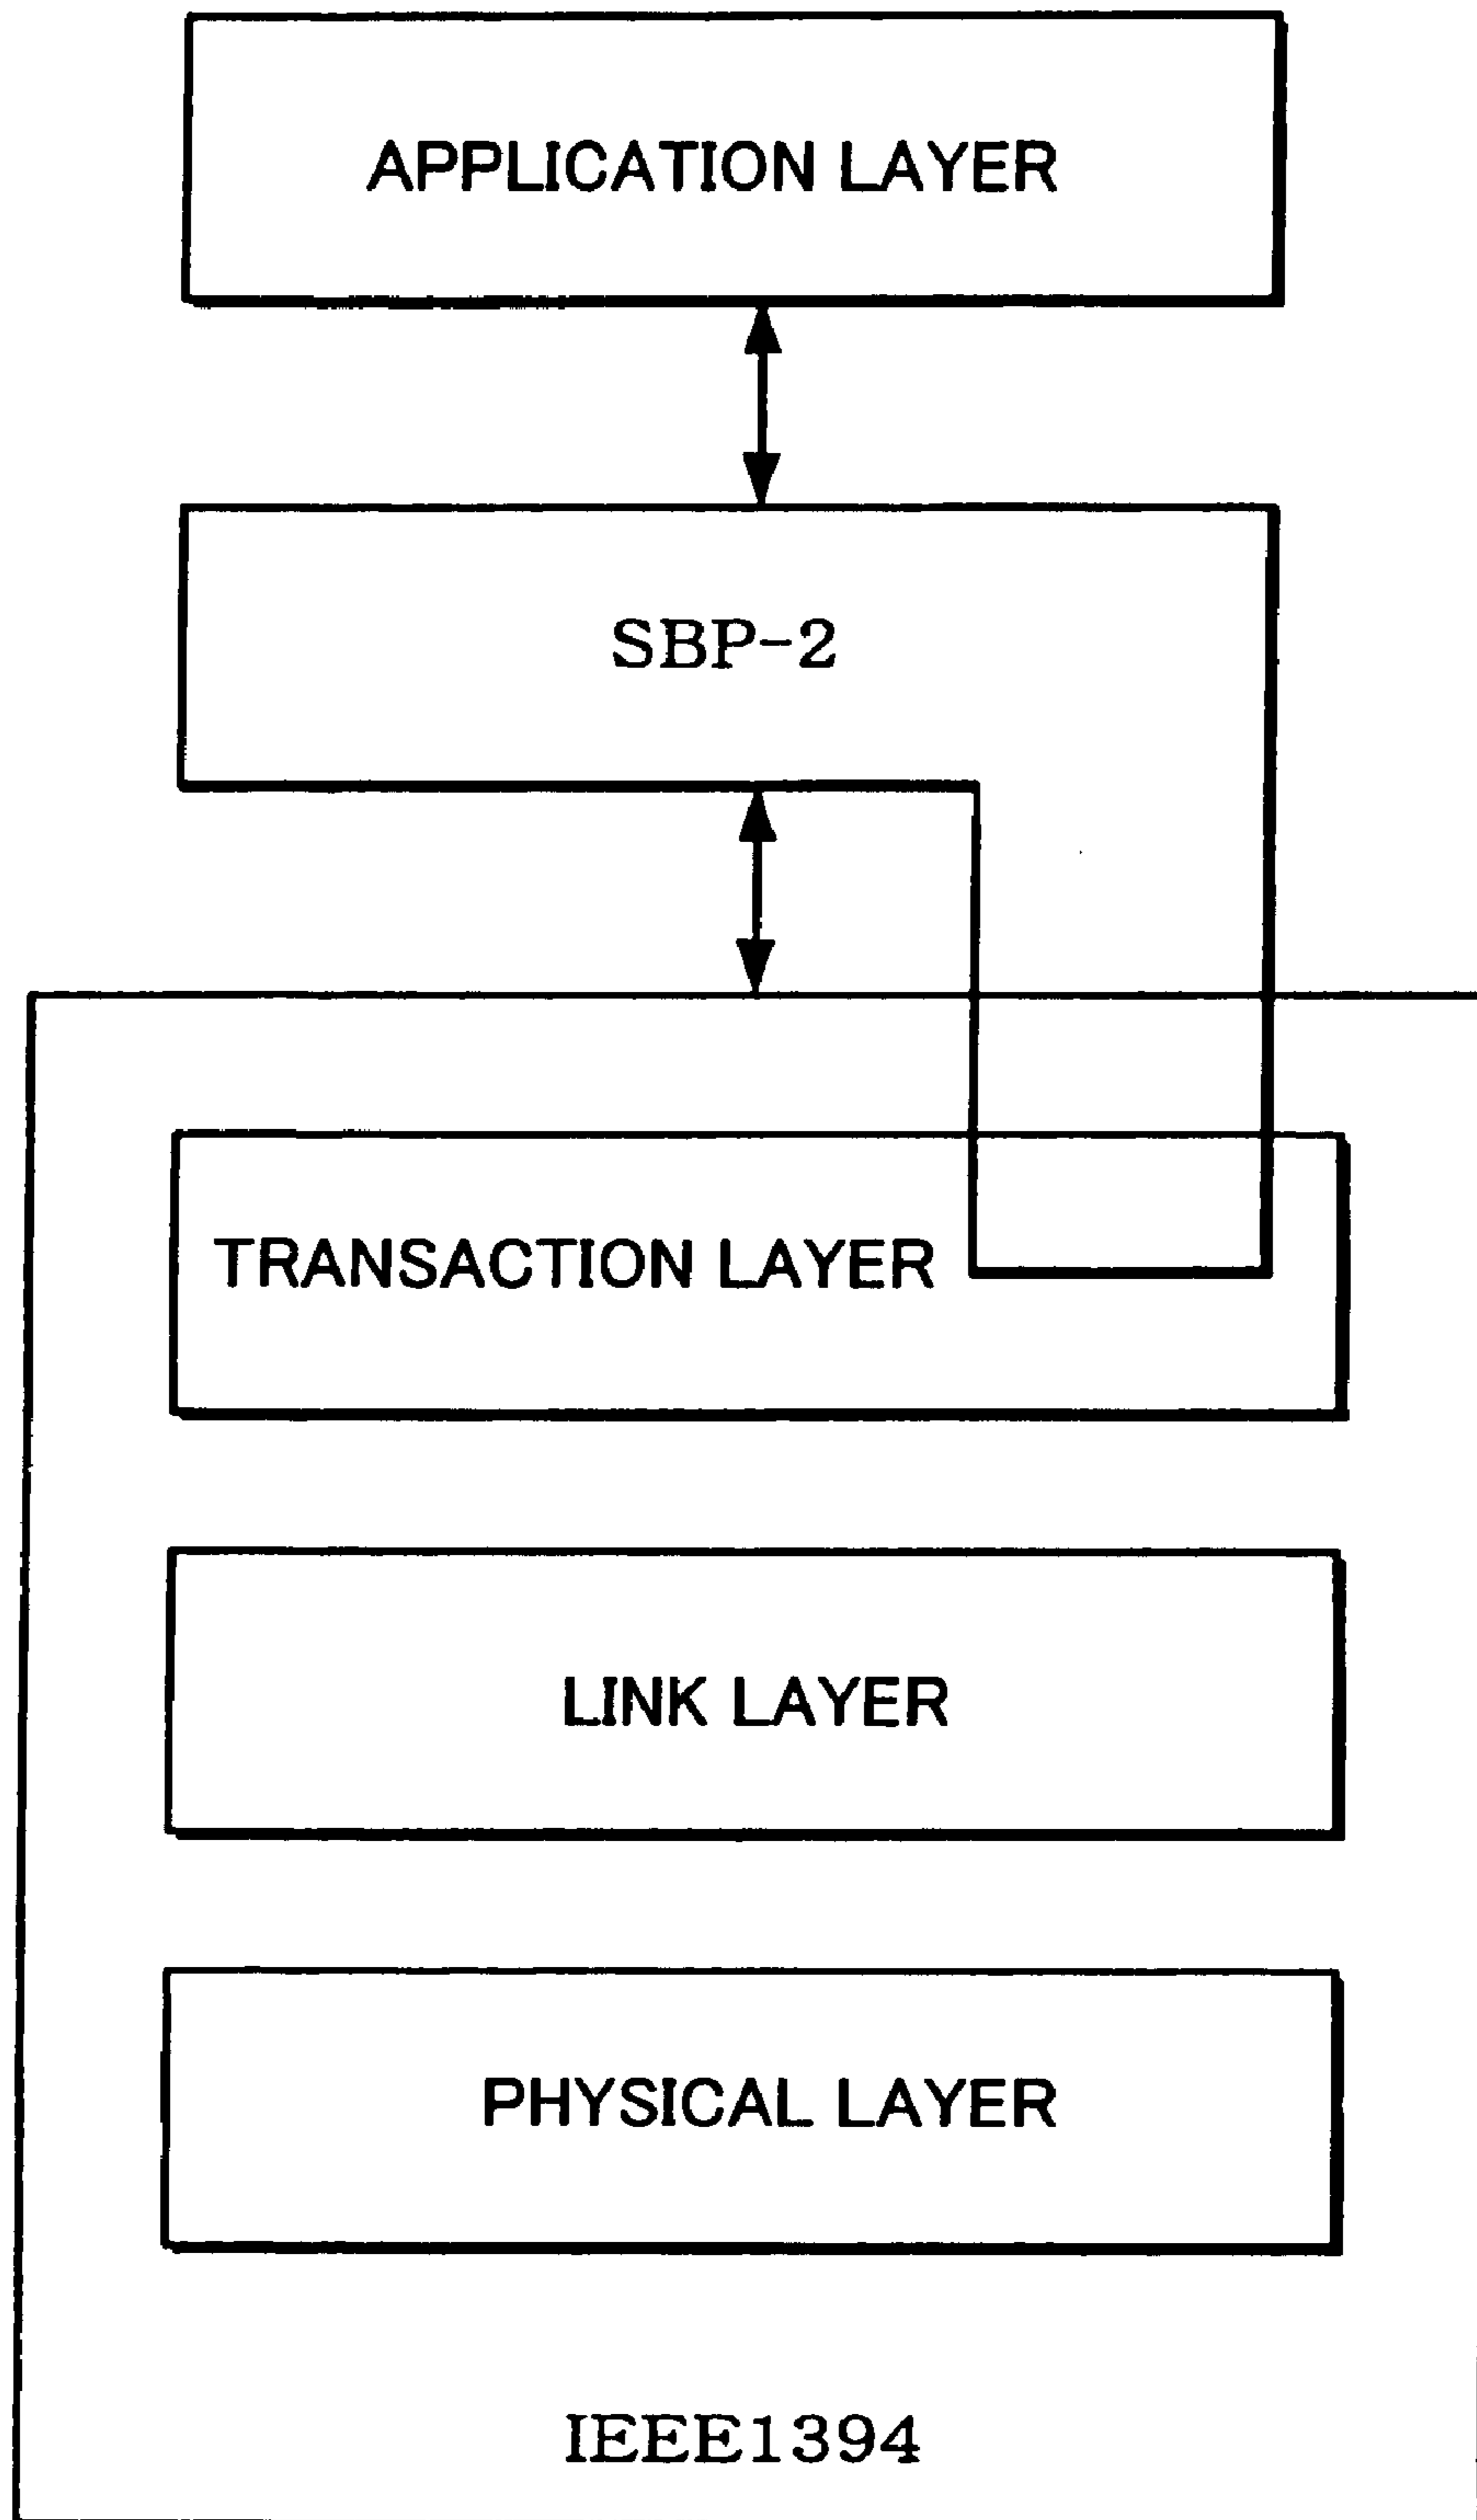 APPLICATION LAYER
SBP-2
TRANSACTION LAYER
LINK LAYER
PHYSICAL LAYER
IEEE1394